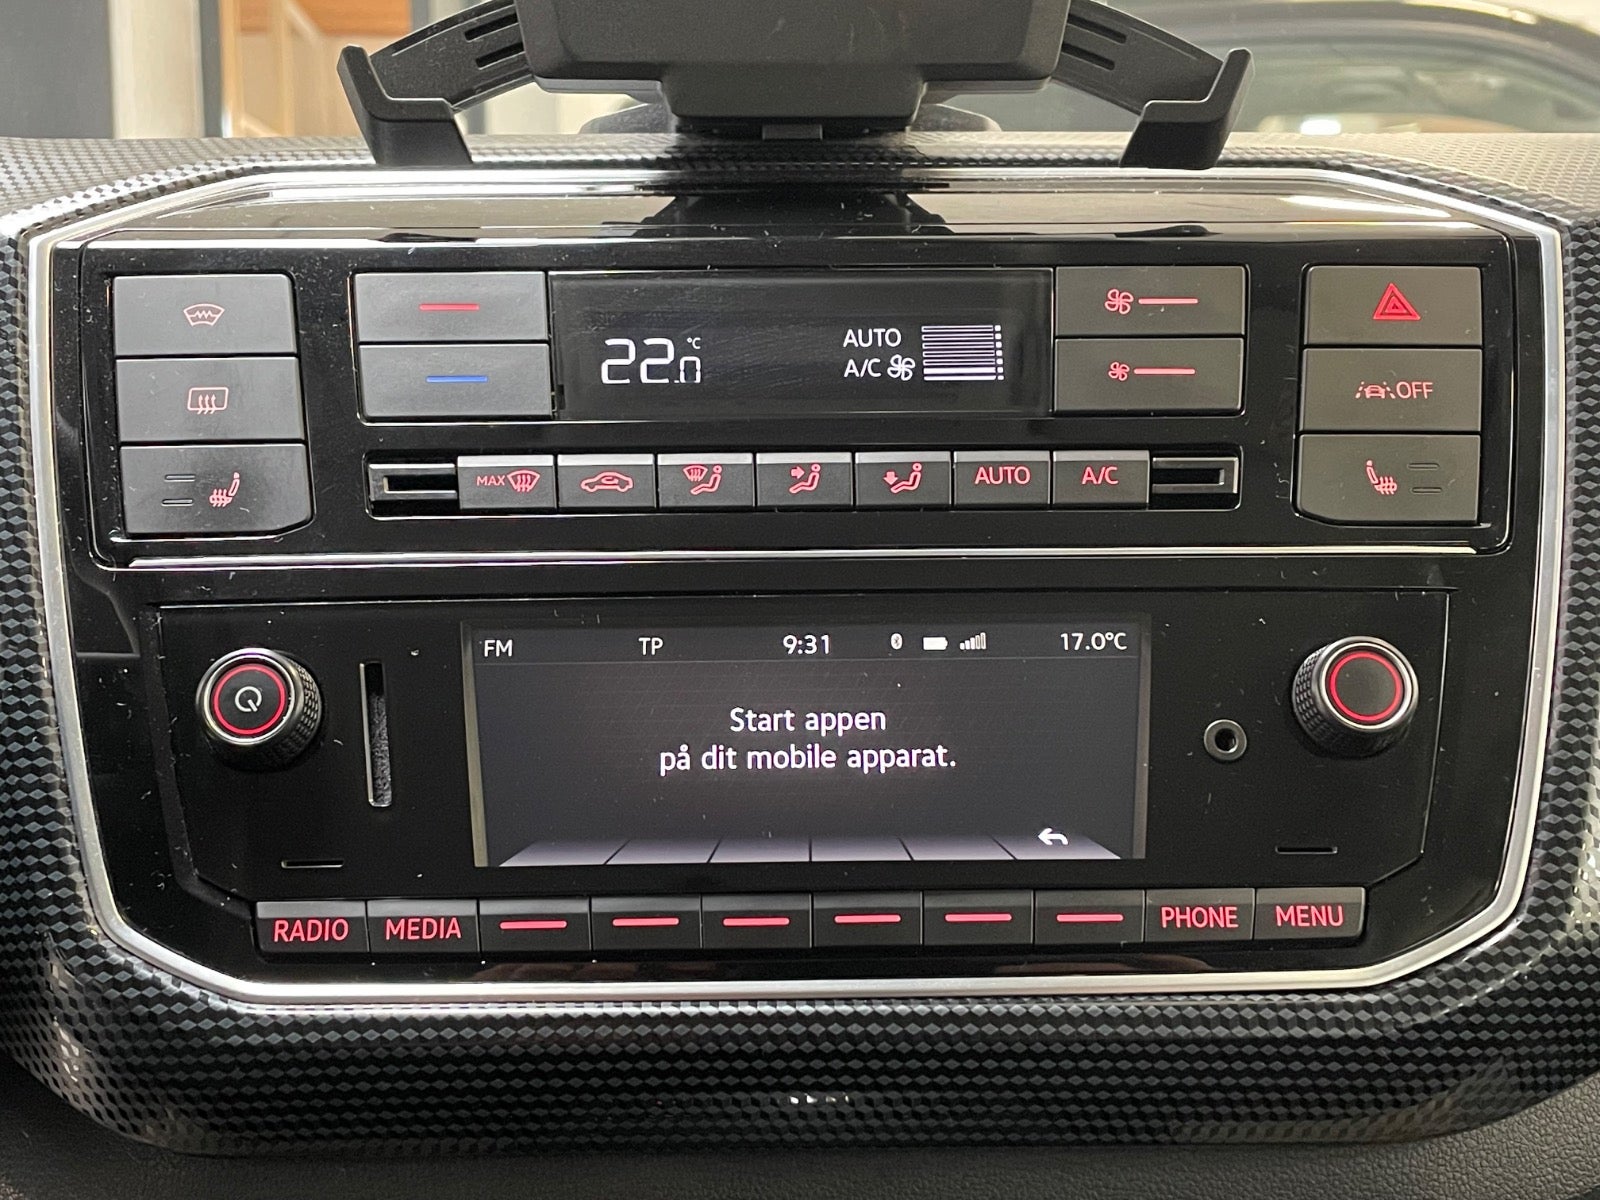 22.0 °C
AUTO
A/C
OFF
MAX
AUTO
A/C
FM TP 9:31 17.0°C
Start appen
på dit mobile apparat.
RADIO MEDIA PHONE MENU